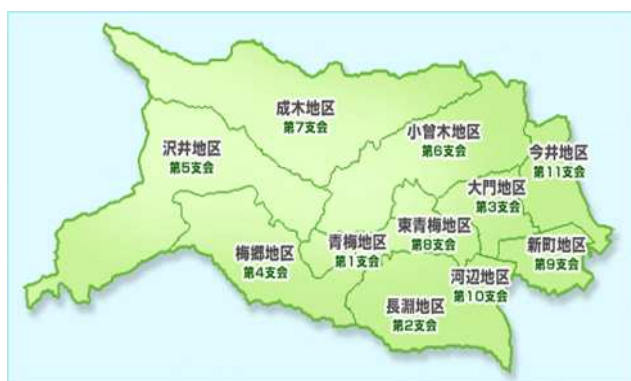 成木地区
第7支会
小曾木地区
第6支会
沢井地区
第5支会
今井地区
第11支会
大門地区
第3支会
東青梅地区
第8支会
青梅地区
第1支会
梅郷地区
第4支会
新町地区
第9支会
河辺地区
第10支会
長淵地区
第2支会